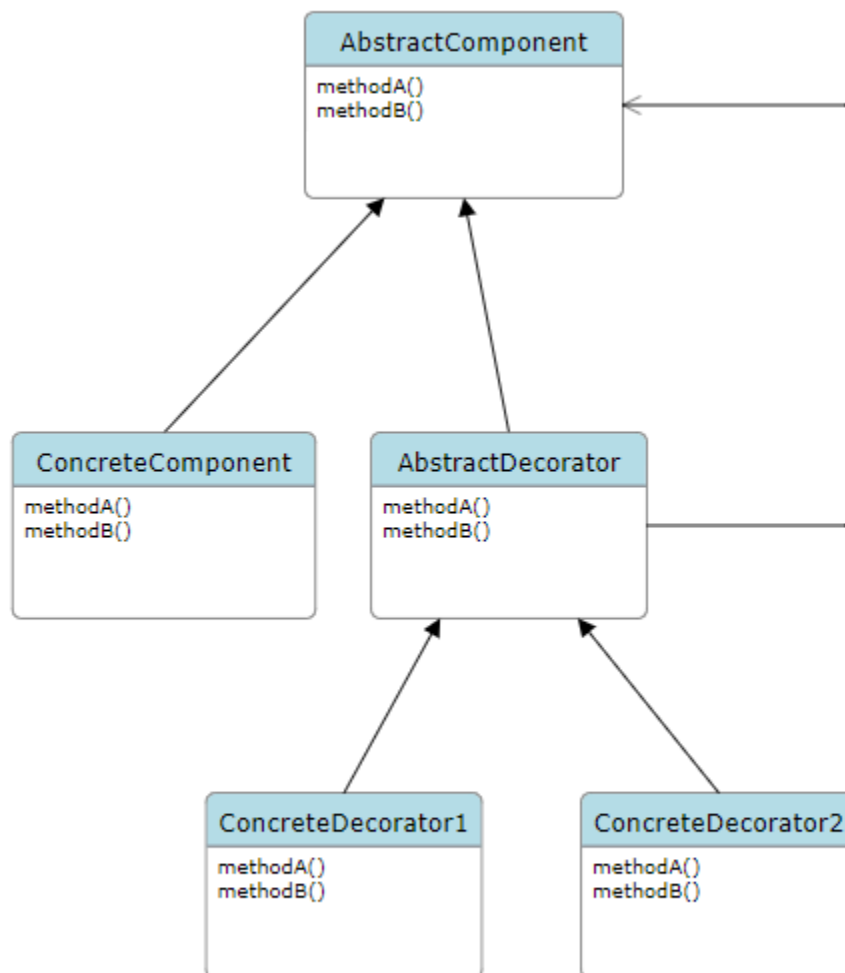 AbstractComponent
methodA()
methodB()
ConcreteComponent
methodA()
methodB()
AbstractDecorator
methodA()
methodB()
ConcreteDecorator1
methodA()
methodB()
ConcreteDecorator2
methodA()
methodB()